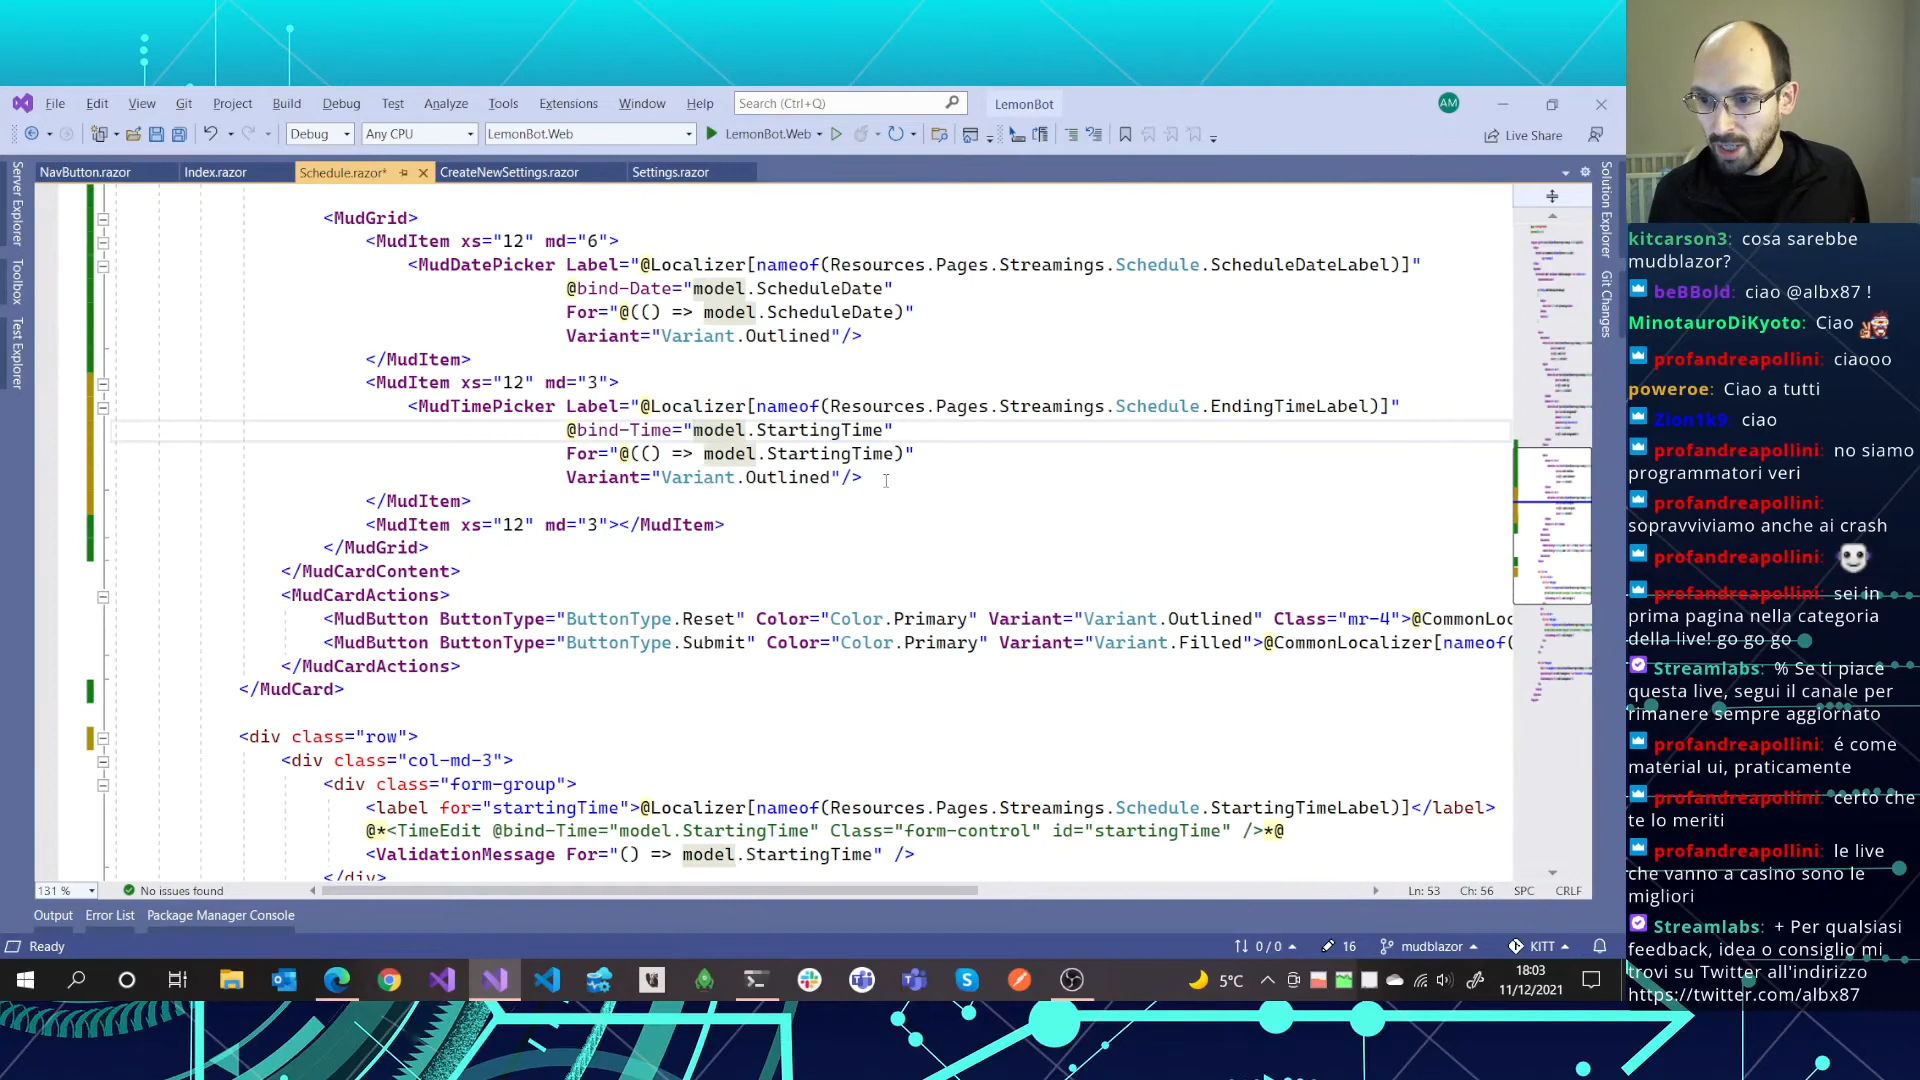 File Edit View Git Project Build Debug Test Analyze Tools Extensions Window Help Search (Ctrl+Q) LemonBot AM
Debug Any CPU LemonBot.Web LemonBot.Web Live Share
NavButton.razor Index.razor Schedule.razor* CreateNewSettings.razor Settings.razor
Server Explorer
Toolbox
Test Explorer
Solution Explorer
Git Changes
<MudGrid>
<MudItem xs="12" md="6">
<MudDatePicker Label="@Localizer[nameof(Resources.Pages.Streamings.Schedule.ScheduleDateLabel)]"
@bind-Date="model.ScheduleDate"
For="@(() => model.ScheduleDate)"
Variant="Variant.Outlined"/>
</MudItem>
<MudItem xs="12" md="3">
<MudTimePicker Label="@Localizer[nameof(Resources.Pages.Streamings.Schedule.EndingTimeLabel)]"
@bind-Time="model.StartingTime"
For="@(() => model.StartingTime)"
Variant="Variant.Outlined"/>
</MudItem>
<MudItem xs="12" md="3"></MudItem>
</MudGrid>
</MudCardContent>
<MudCardActions>
<MudButton ButtonType="ButtonType.Reset" Color="Color.Primary" Variant="Variant.Outlined" Class="mr-4">@CommonLoc
<MudButton ButtonType="ButtonType.Submit" Color="Color.Primary" Variant="Variant.Filled">@CommonLocalizer[nameof(
</MudCardActions>
</MudCard>
<div class="row">
<div class="col-md-3">
<div class="form-group">
<label for="startingTime">@Localizer[nameof(Resources.Pages.Streamings.Schedule.StartingTimeLabel)]</label>
@*<TimeEdit @bind-Time="model.StartingTime" Class="form-control" id="startingTime" />*@
<ValidationMessage For="() => model.StartingTime" />
</div>
131 % No issues found Ln: 53 Ch: 56 SPC CRLF
Output Error List Package Manager Console
Ready 0 / 0 16 mudblazor KITT
5°C 18:03
11/12/2021
kitcarson3: cosa sarebbe
mudblazor?
beBBold: ciao @albx87 !
MinotauroDiKyoto: Ciao
profandreapollini: ciaooo
poweroe: Ciao a tutti
Zion1k9: ciao
profandreapollini: no siamo
programmatori veri
profandreapollini:
sopravviviamo anche ai crash
profandreapollini:
profandreapollini: sei in
prima pagina nella categoria
della live! go go go
Streamlabs: % Se ti piace
questa live, segui il canale per
rimanere sempre aggiornato
profandreapollini: é come
material ui, praticamente
profandreapollini: certo che
te lo meriti
profandreapollini: le live
che vanno a casino sono le
migliori
Streamlabs: + Per qualsiasi
feedback, idea o consiglio mi
trovi su Twitter all'indirizzo
https://twitter.com/albx87